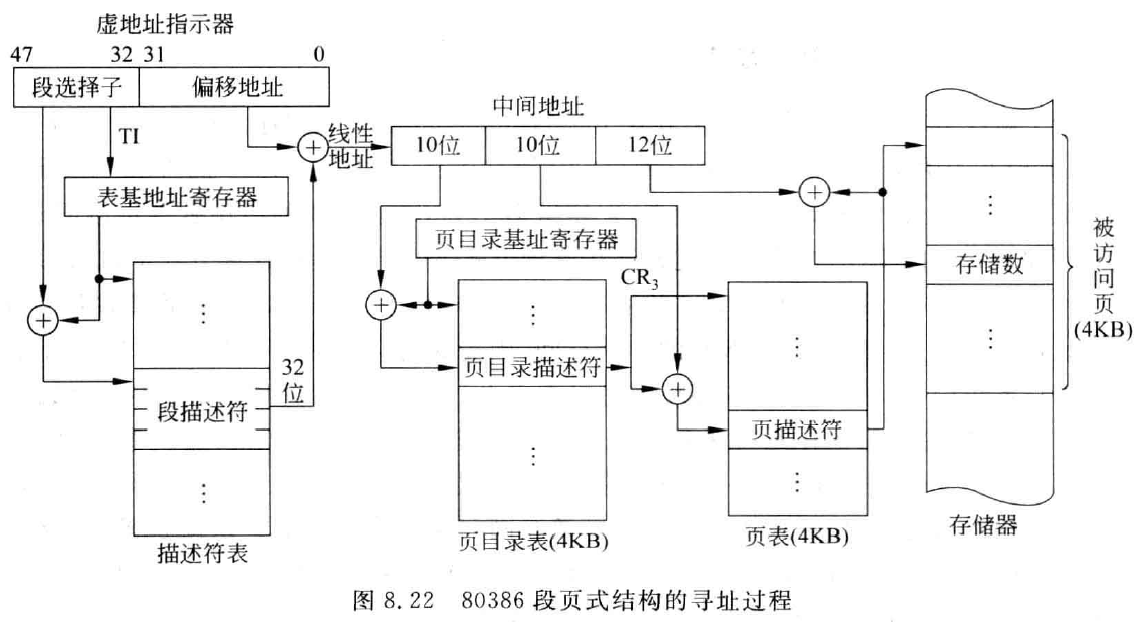 虚地址指示器
47 32 31 0
段选择子 偏移地址
TI
表基地址寄存器
⋮
段描述符
⋮
描述符表
32
位
线性
地址
中间地址
10位 10位 12位
页目录基址寄存器
CR₃
⋮
页目录描述符
⋮
页目录表(4KB)
⋮
页描述符
⋮
页表(4KB)
⋮
存储数
⋮
存储器
被
访
问
页
(4KB)
图 8.22 80386 段页式结构的寻址过程